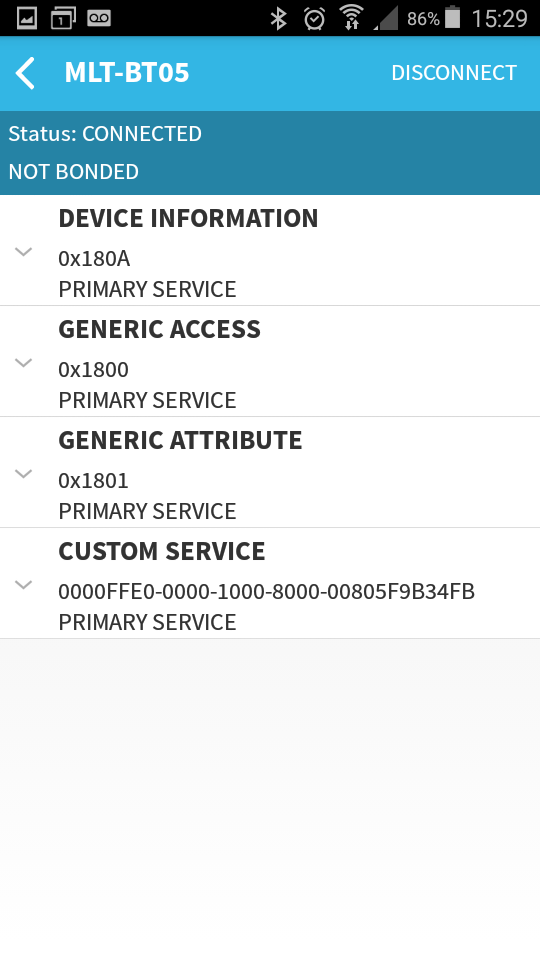 1 86% 15:29
MLT-BT05 DISCONNECT
Status: CONNECTED
NOT BONDED
DEVICE INFORMATION
0x180A
PRIMARY SERVICE
GENERIC ACCESS
0x1800
PRIMARY SERVICE
GENERIC ATTRIBUTE
0x1801
PRIMARY SERVICE
CUSTOM SERVICE
0000FFE0-0000-1000-8000-00805F9B34FB
PRIMARY SERVICE